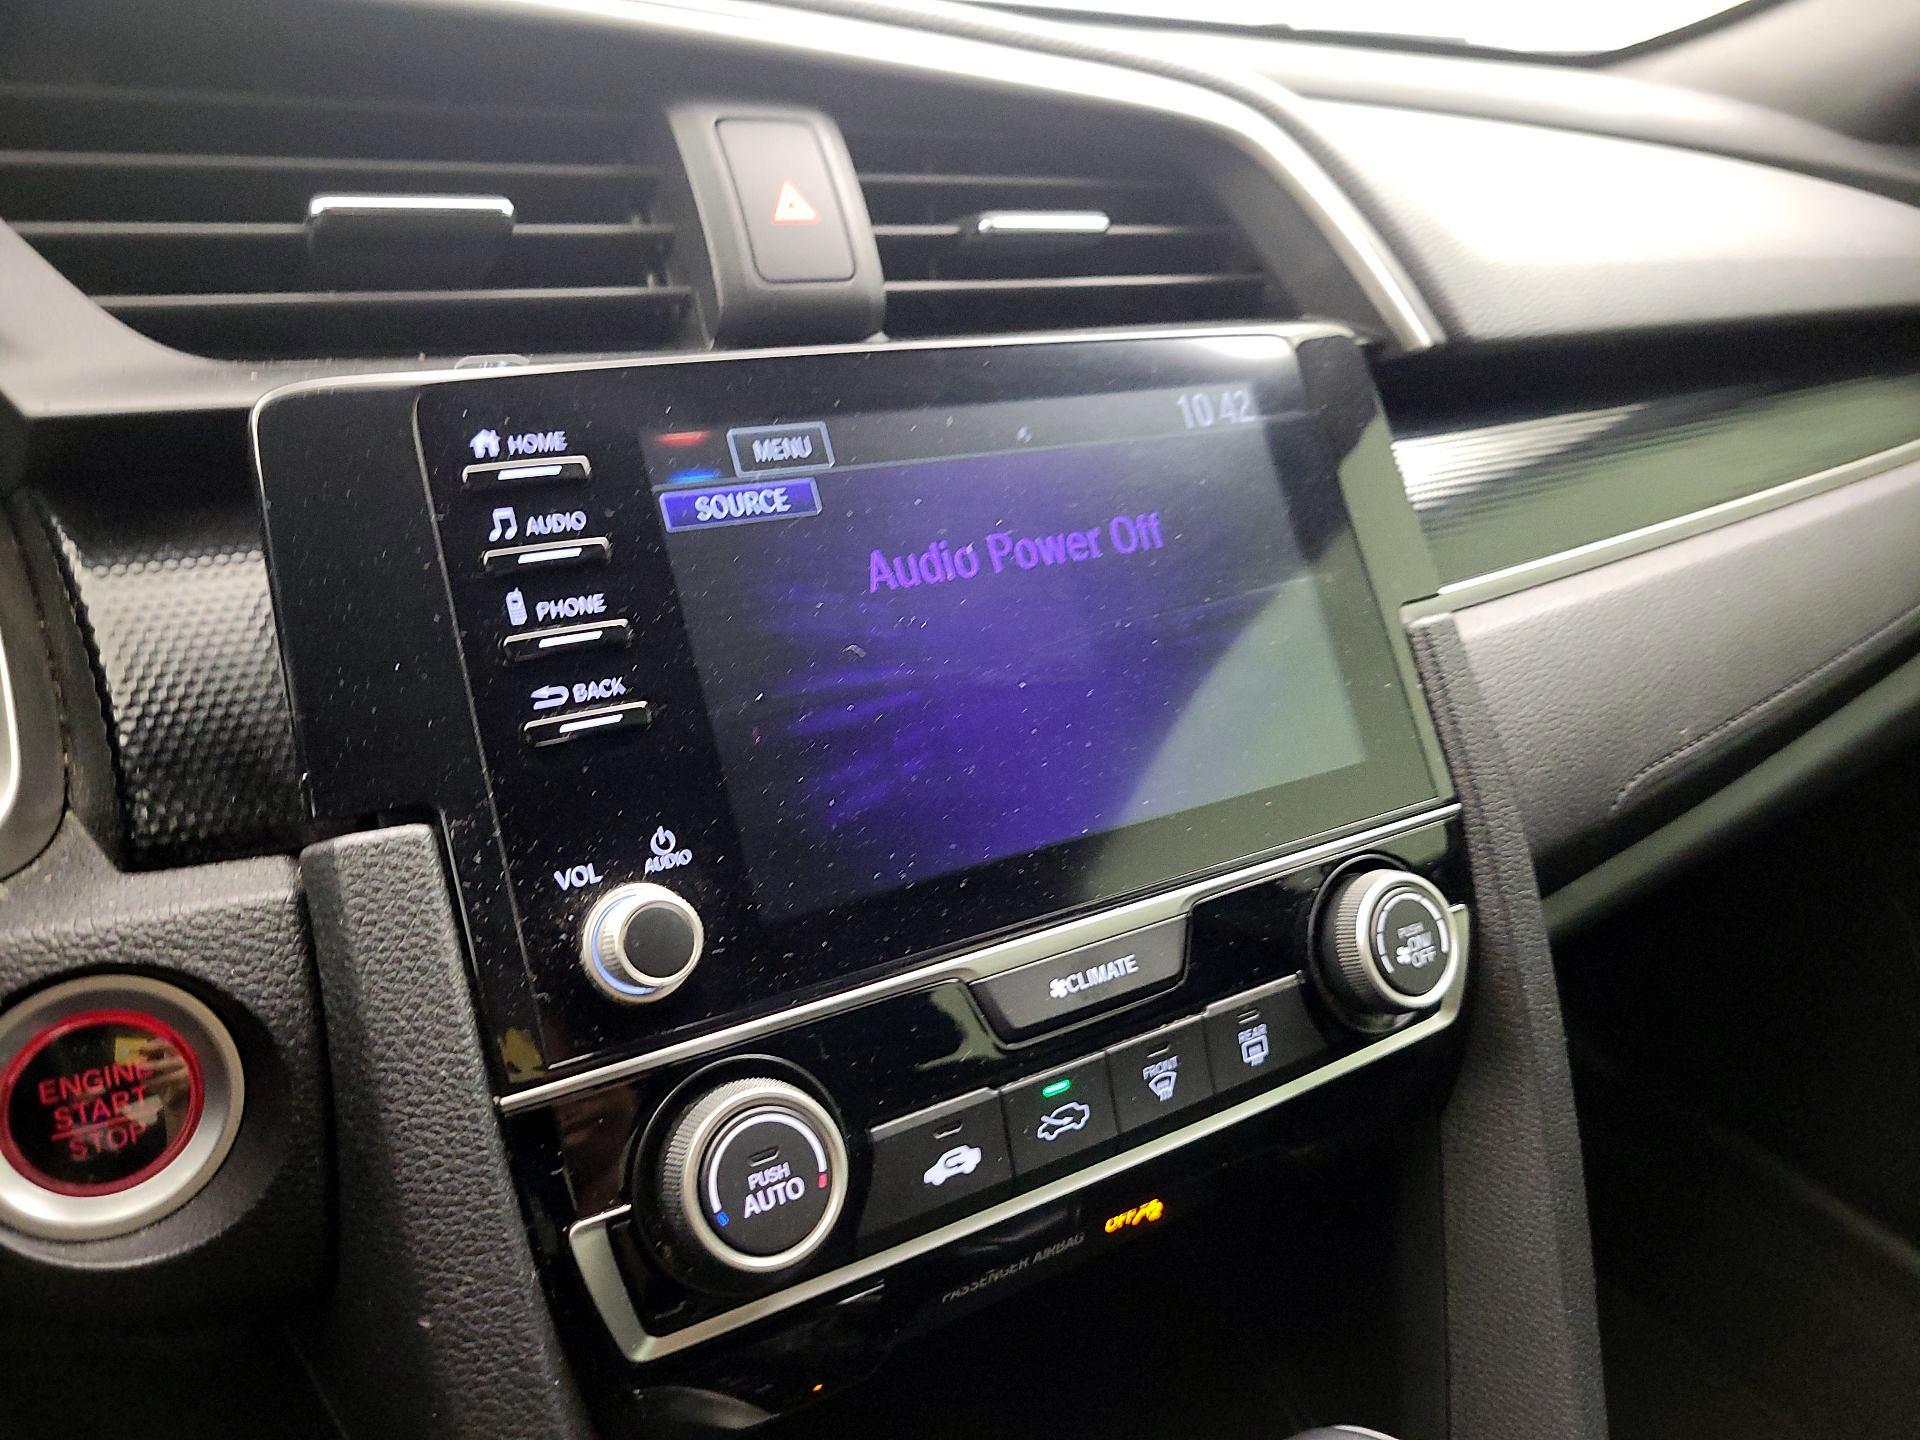 HOME
AUDIO
PHONE
BACK
VOL
AUDIO
MENU
10:42
SOURCE
Audio Power Off
CLIMATE
PUSH
ON/
OFF
FRONT
REAR
PUSH
AUTO
ENGINE
START
STOP
PASSENGER AIRBAG
OFF 2